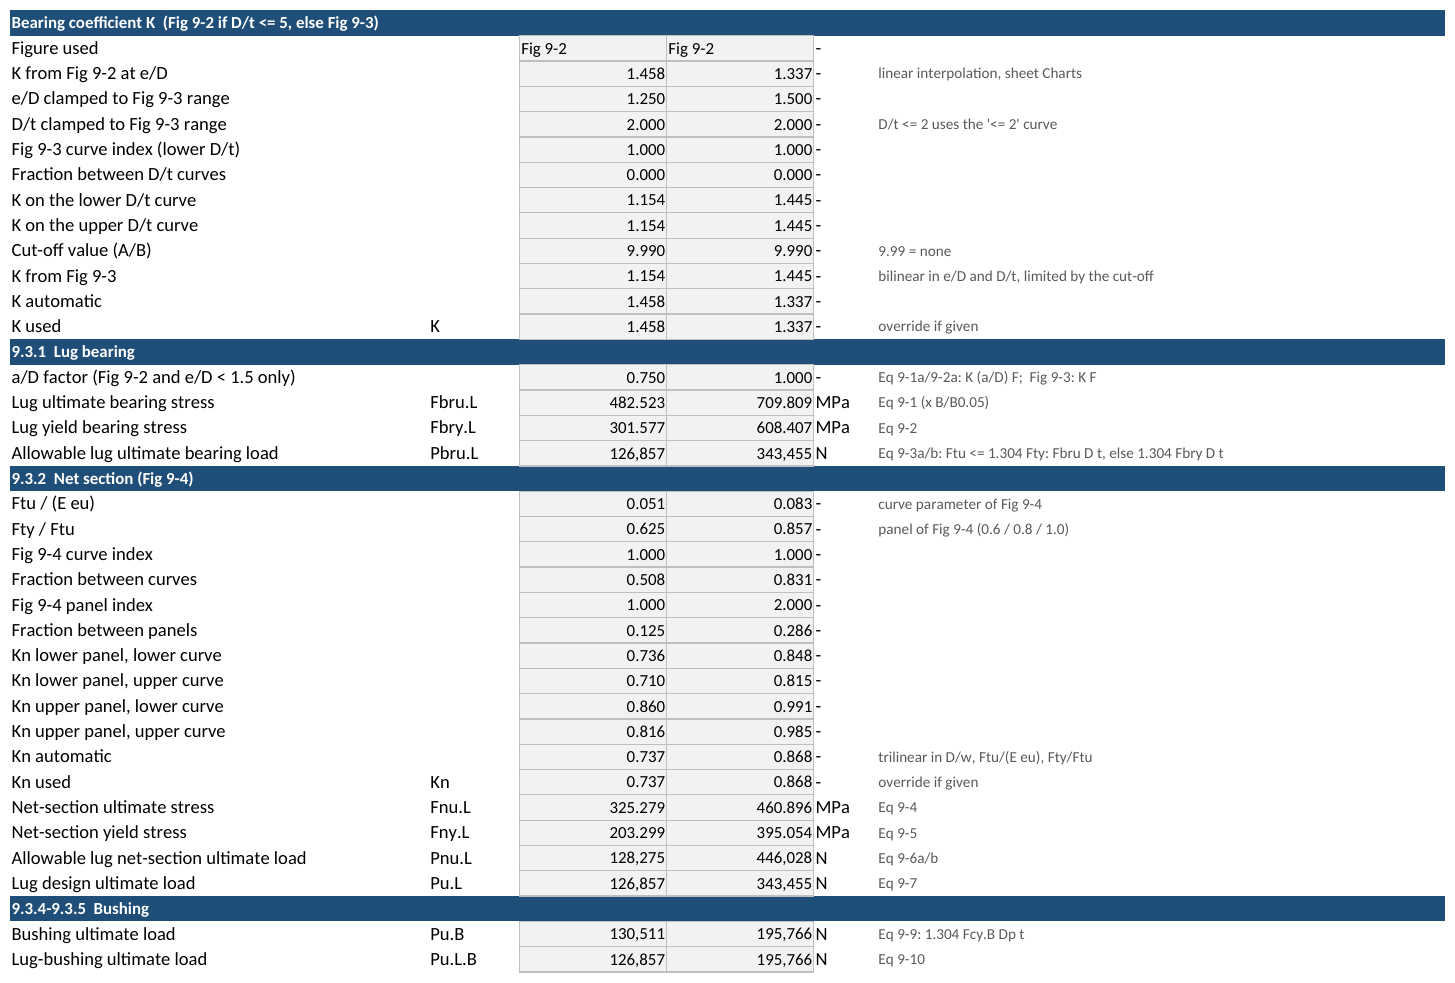 Bearing coefficient K (Fig 9-2 if D/t <= 5, else Fig 9-3)
Figure used Fig 9-2 Fig 9-2 -
K from Fig 9-2 at e/D 1.458 1.337 - linear interpolation, sheet Charts
e/D clamped to Fig 9-3 range 1.250 1.500 -
D/t clamped to Fig 9-3 range 2.000 2.000 - D/t <= 2 uses the '<= 2' curve
Fig 9-3 curve index (lower D/t) 1.000 1.000 -
Fraction between D/t curves 0.000 0.000 -
K on the lower D/t curve 1.154 1.445 -
K on the upper D/t curve 1.154 1.445 -
Cut-off value (A/B) 9.990 9.990 - 9.99 = none
K from Fig 9-3 1.154 1.445 - bilinear in e/D and D/t, limited by the cut-off
K automatic 1.458 1.337 -
K used K 1.458 1.337 - override if given
9.3.1 Lug bearing
a/D factor (Fig 9-2 and e/D < 1.5 only) 0.750 1.000 - Eq 9-1a/9-2a: K (a/D) F; Fig 9-3: K F
Lug ultimate bearing stress Fbru.L 482.523 709.809 MPa Eq 9-1 (x B/B0.05)
Lug yield bearing stress Fbry.L 301.577 608.407 MPa Eq 9-2
Allowable lug ultimate bearing load Pbru.L 126,857 343,455 N Eq 9-3a/b: Ftu <= 1.304 Fty: Fbru D t, else 1.304 Fbry D t
9.3.2 Net section (Fig 9-4)
Ftu / (E eu) 0.051 0.083 - curve parameter of Fig 9-4
Fty / Ftu 0.625 0.857 - panel of Fig 9-4 (0.6 / 0.8 / 1.0)
Fig 9-4 curve index 1.000 1.000 -
Fraction between curves 0.508 0.831 -
Fig 9-4 panel index 1.000 2.000 -
Fraction between panels 0.125 0.286 -
Kn lower panel, lower curve 0.736 0.848 -
Kn lower panel, upper curve 0.710 0.815 -
Kn upper panel, lower curve 0.860 0.991 -
Kn upper panel, upper curve 0.816 0.985 -
Kn automatic 0.737 0.868 - trilinear in D/w, Ftu/(E eu), Fty/Ftu
Kn used Kn 0.737 0.868 - override if given
Net-section ultimate stress Fnu.L 325.279 460.896 MPa Eq 9-4
Net-section yield stress Fny.L 203.299 395.054 MPa Eq 9-5
Allowable lug net-section ultimate load Pnu.L 128,275 446,028 N Eq 9-6a/b
Lug design ultimate load Pu.L 126,857 343,455 N Eq 9-7
9.3.4-9.3.5 Bushing
Bushing ultimate load Pu.B 130,511 195,766 N Eq 9-9: 1.304 Fcy.B Dp t
Lug-bushing ultimate load Pu.L.B 126,857 195,766 N Eq 9-10